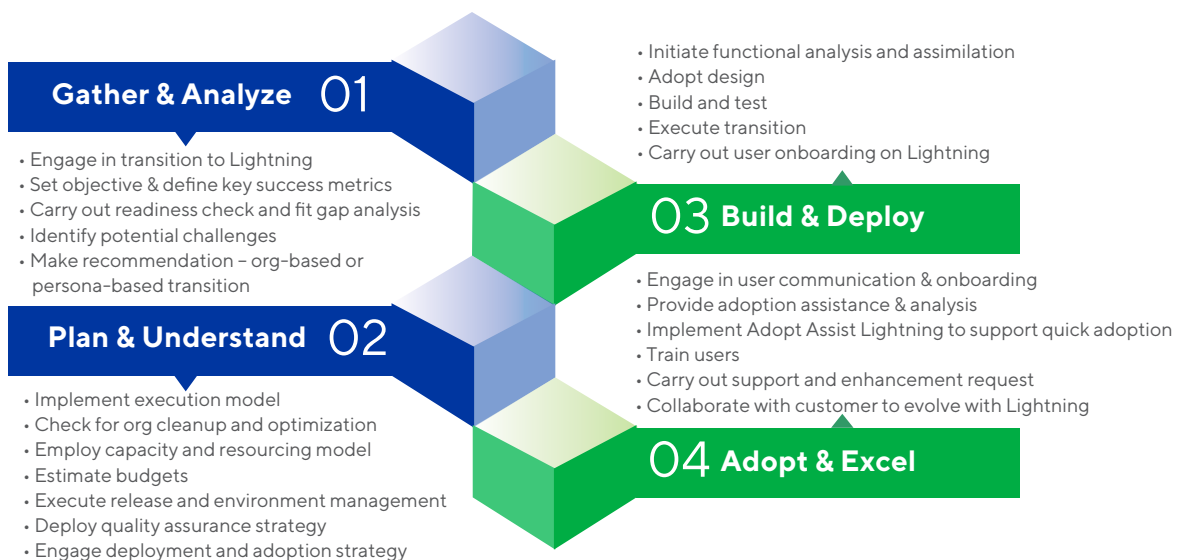 Gather & Analyze 01
• Engage in transition to Lightning
• Set objective & define key success metrics
• Carry out readiness check and fit gap analysis
• Identify potential challenges
• Make recommendation – org-based or
persona-based transition
Plan & Understand 02
• Implement execution model
• Check for org cleanup and optimization
• Employ capacity and resourcing model
• Estimate budgets
• Execute release and environment management
• Deploy quality assurance strategy
• Engage deployment and adoption strategy
• Initiate functional analysis and assimilation
• Adopt design
• Build and test
• Execute transition
• Carry out user onboarding on Lightning
03 Build & Deploy
• Engage in user communication & onboarding
• Provide adoption assistance & analysis
• Implement Adopt Assist Lightning to support quick adoption
• Train users
• Carry out support and enhancement request
• Collaborate with customer to evolve with Lightning
04 Adopt & Excel